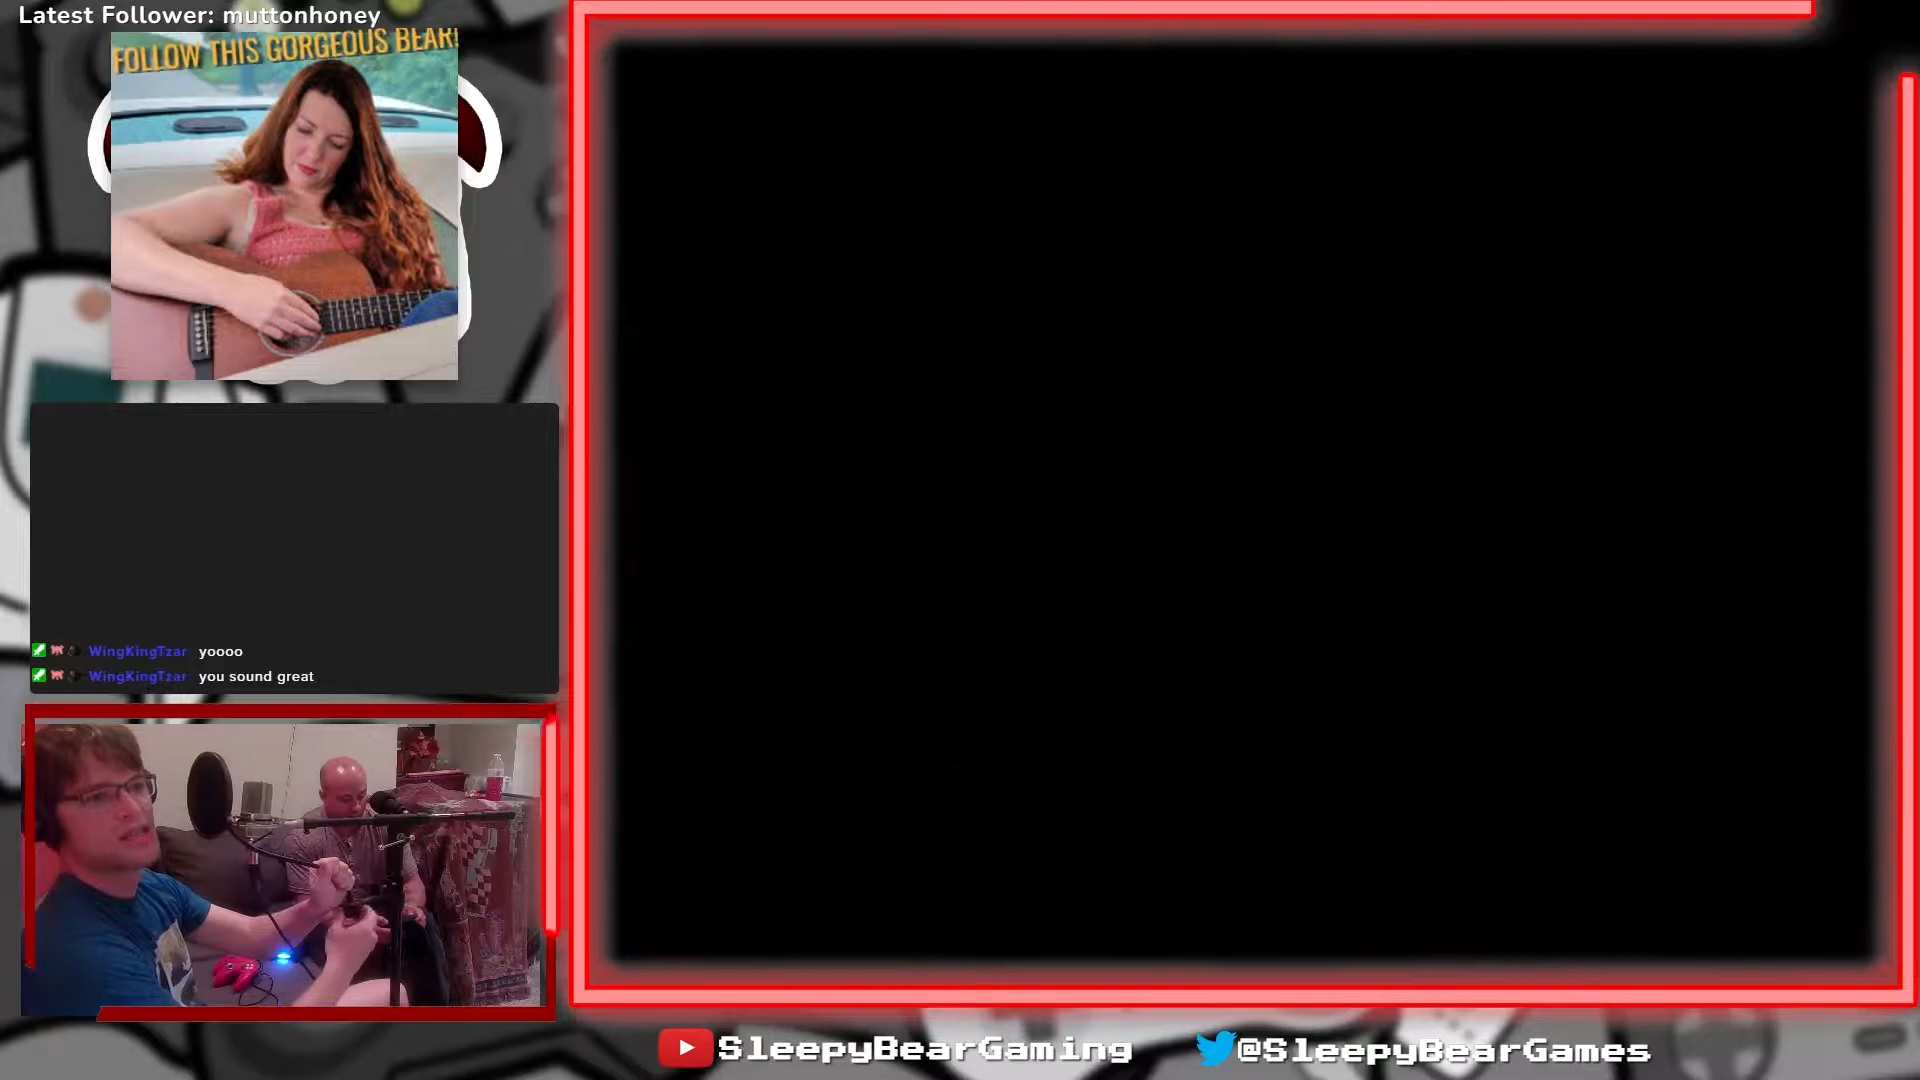 Latest Follower: muttonhoney
FOLLOW THIS GORGEOUS BEAR!
WingKingTzar yoooo
WingKingTzar you sound great
SleepyBearGaming
@SleepyBearGames